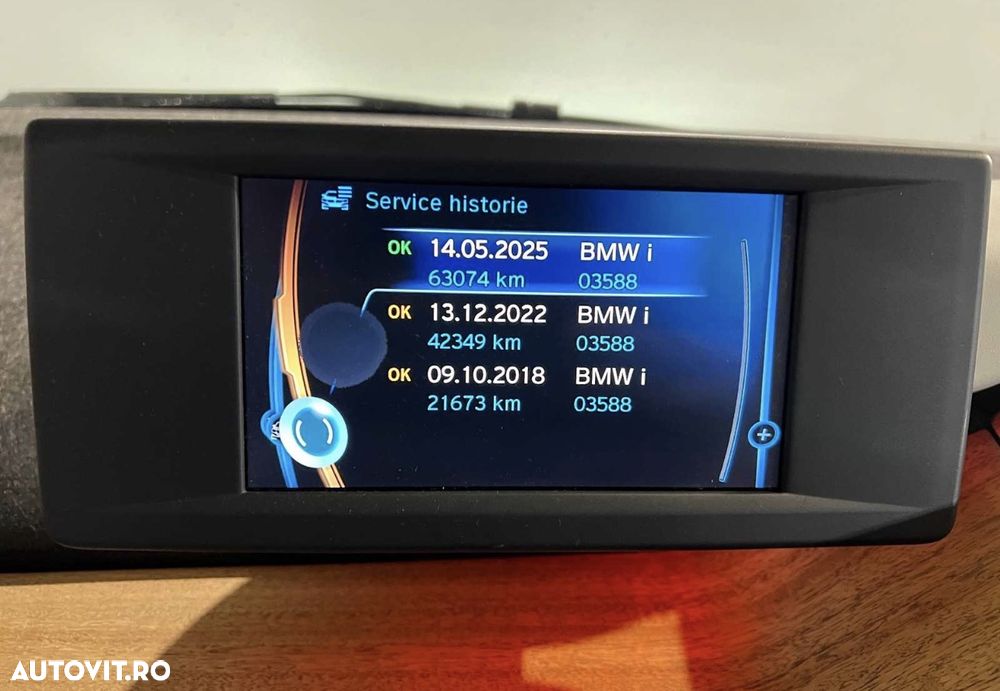 Service historie
OK 14.05.2025 BMW i
63074 km 03588
OK 13.12.2022 BMW i
42349 km 03588
OK 09.10.2018 BMW i
21673 km 03588
AUTOVIT.RO